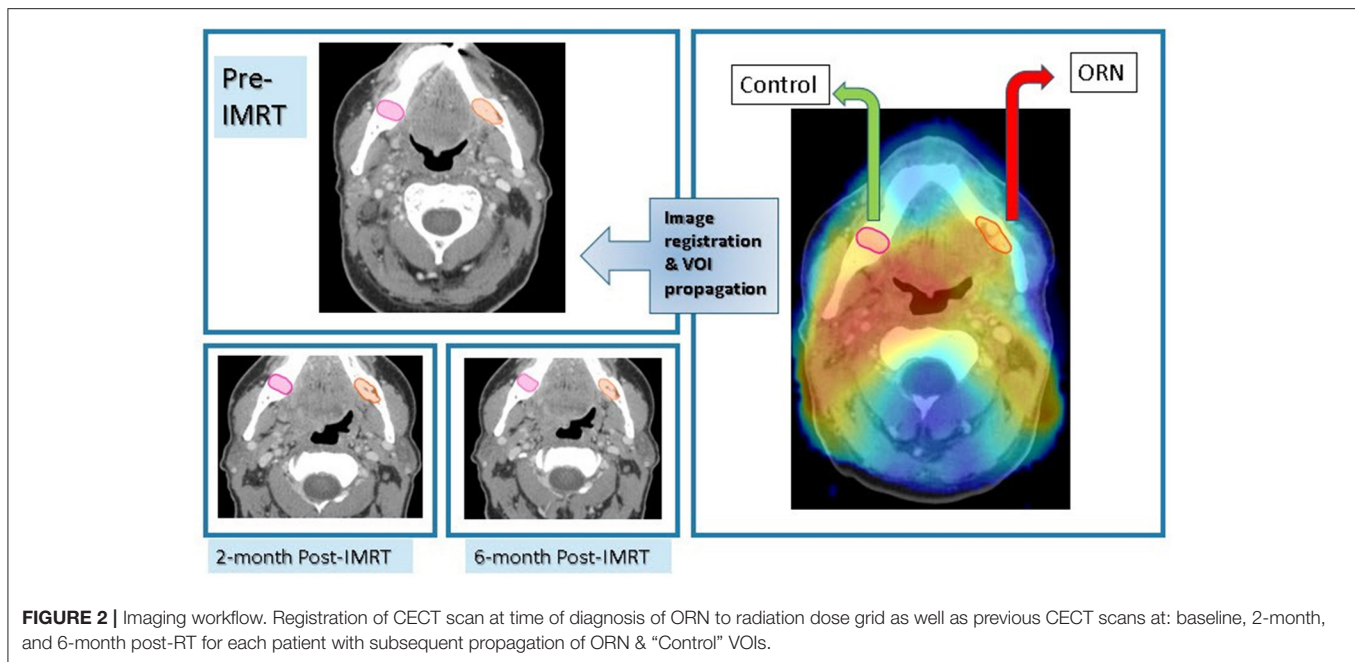 Pre-
IMRT
Control
ORN
Image
registration
& VOI
propagation
2-month Post-IMRT
6-month Post-IMRT
FIGURE 2 | Imaging workflow. Registration of CECT scan at time of diagnosis of ORN to radiation dose grid as well as previous CECT scans at: baseline, 2-month,
and 6-month post-RT for each patient with subsequent propagation of ORN & “Control” VOIs.